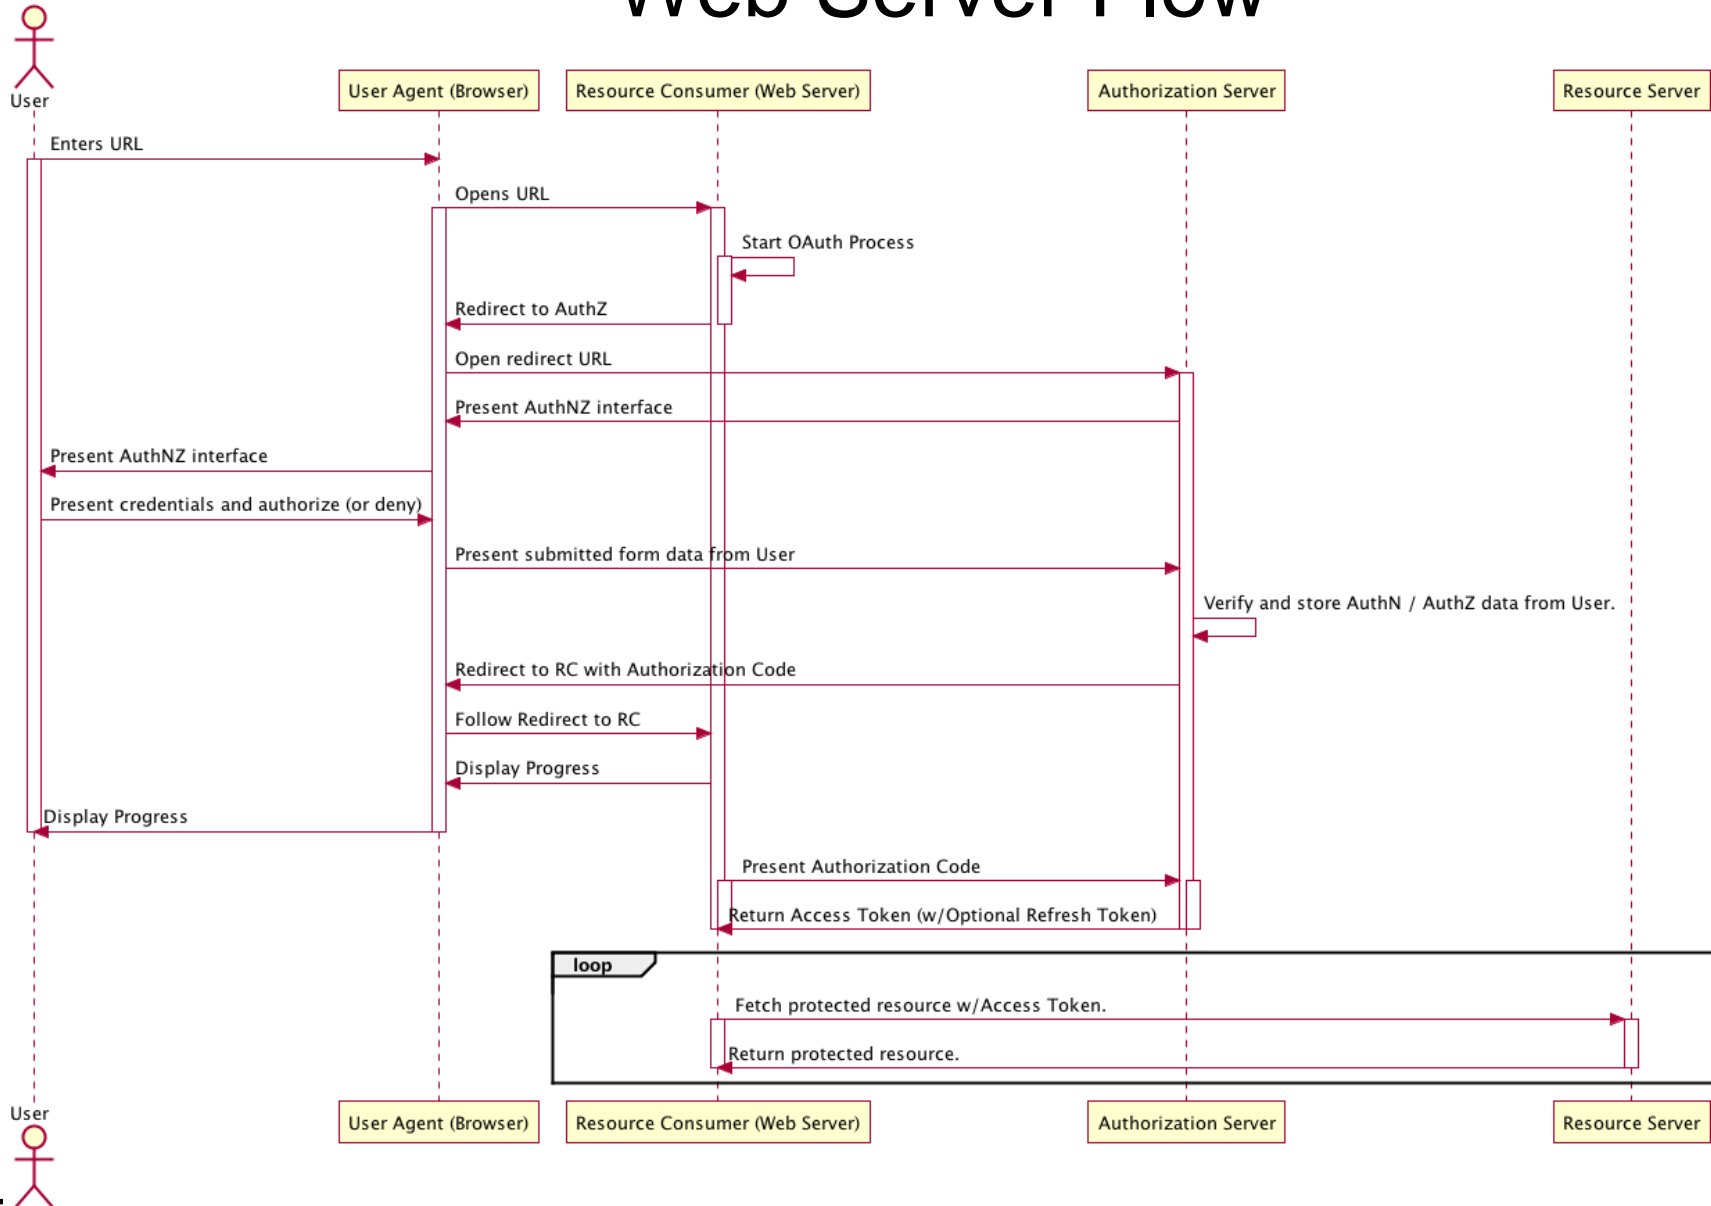 Web Server Flow
User
User Agent (Browser)
Resource Consumer (Web Server)
Authorization Server
Resource Server
Enters URL
Opens URL
Start OAuth Process
Redirect to AuthZ
Open redirect URL
Present AuthNZ interface
Present AuthNZ interface
Present credentials and authorize (or deny)
Present submitted form data from User
Verify and store AuthN / AuthZ data from User.
Redirect to RC with Authorization Code
Follow Redirect to RC
Display Progress
Display Progress
Present Authorization Code
Return Access Token (w/Optional Refresh Token)
loop
Fetch protected resource w/Access Token.
Return protected resource.
User
User Agent (Browser)
Resource Consumer (Web Server)
Authorization Server
Resource Server